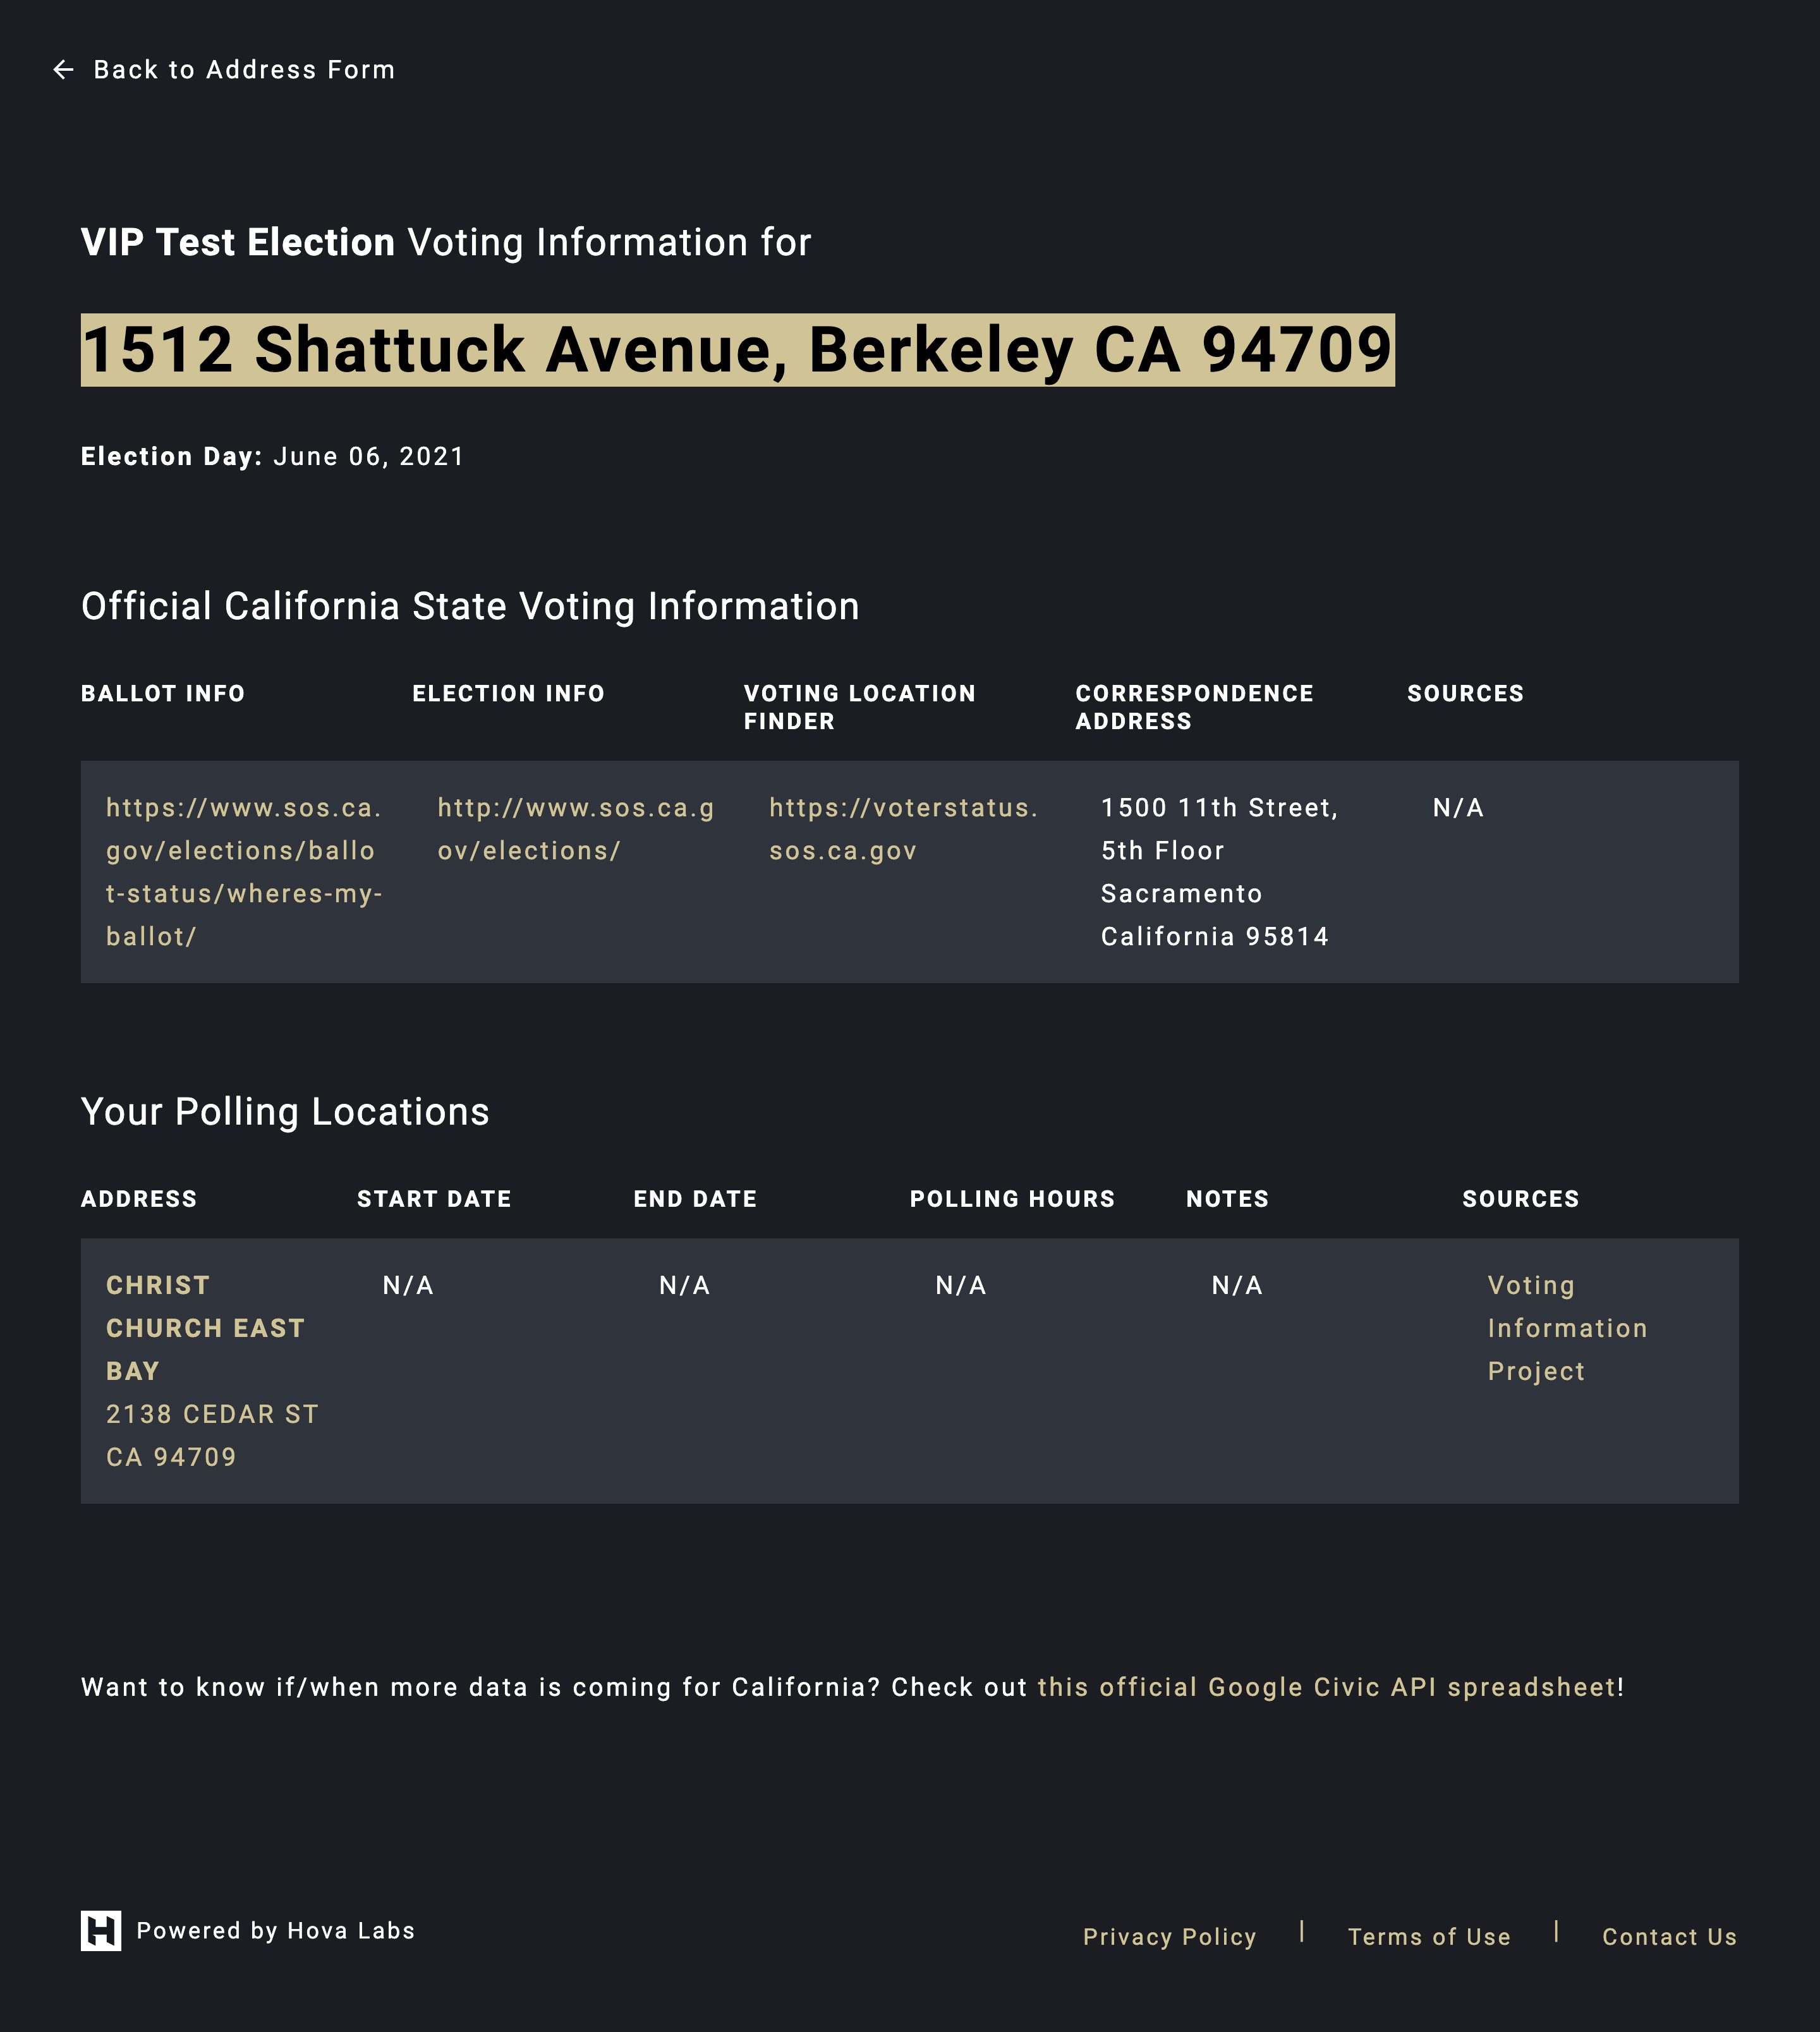 Back to Address Form
VIP Test Election Voting Information for
1512 Shattuck Avenue, Berkeley CA 94709
Election Day: June 06, 2021
Official California State Voting Information
BALLOT INFO
ELECTION INFO
VOTING LOCATION
FINDER
CORRESPONDENCE
ADDRESS
SOURCES
https://www.sos.ca.
gov/elections/ballo
t-status/wheres-my-
ballot/
http://www.sos.ca.g
ov/elections/
https://voterstatus.
sos.ca.gov
1500 11th Street,
5th Floor
Sacramento
California 95814
N/A
Your Polling Locations
ADDRESS
START DATE
END DATE
POLLING HOURS
NOTES
SOURCES
CHRIST
CHURCH EAST
BAY
2138 CEDAR ST
CA 94709
N/A
N/A
N/A
N/A
Voting
Information
Project
Want to know if/when more data is coming for California? Check out this official Google Civic API spreadsheet!
Powered by Hova Labs
Privacy Policy | Terms of Use | Contact Us